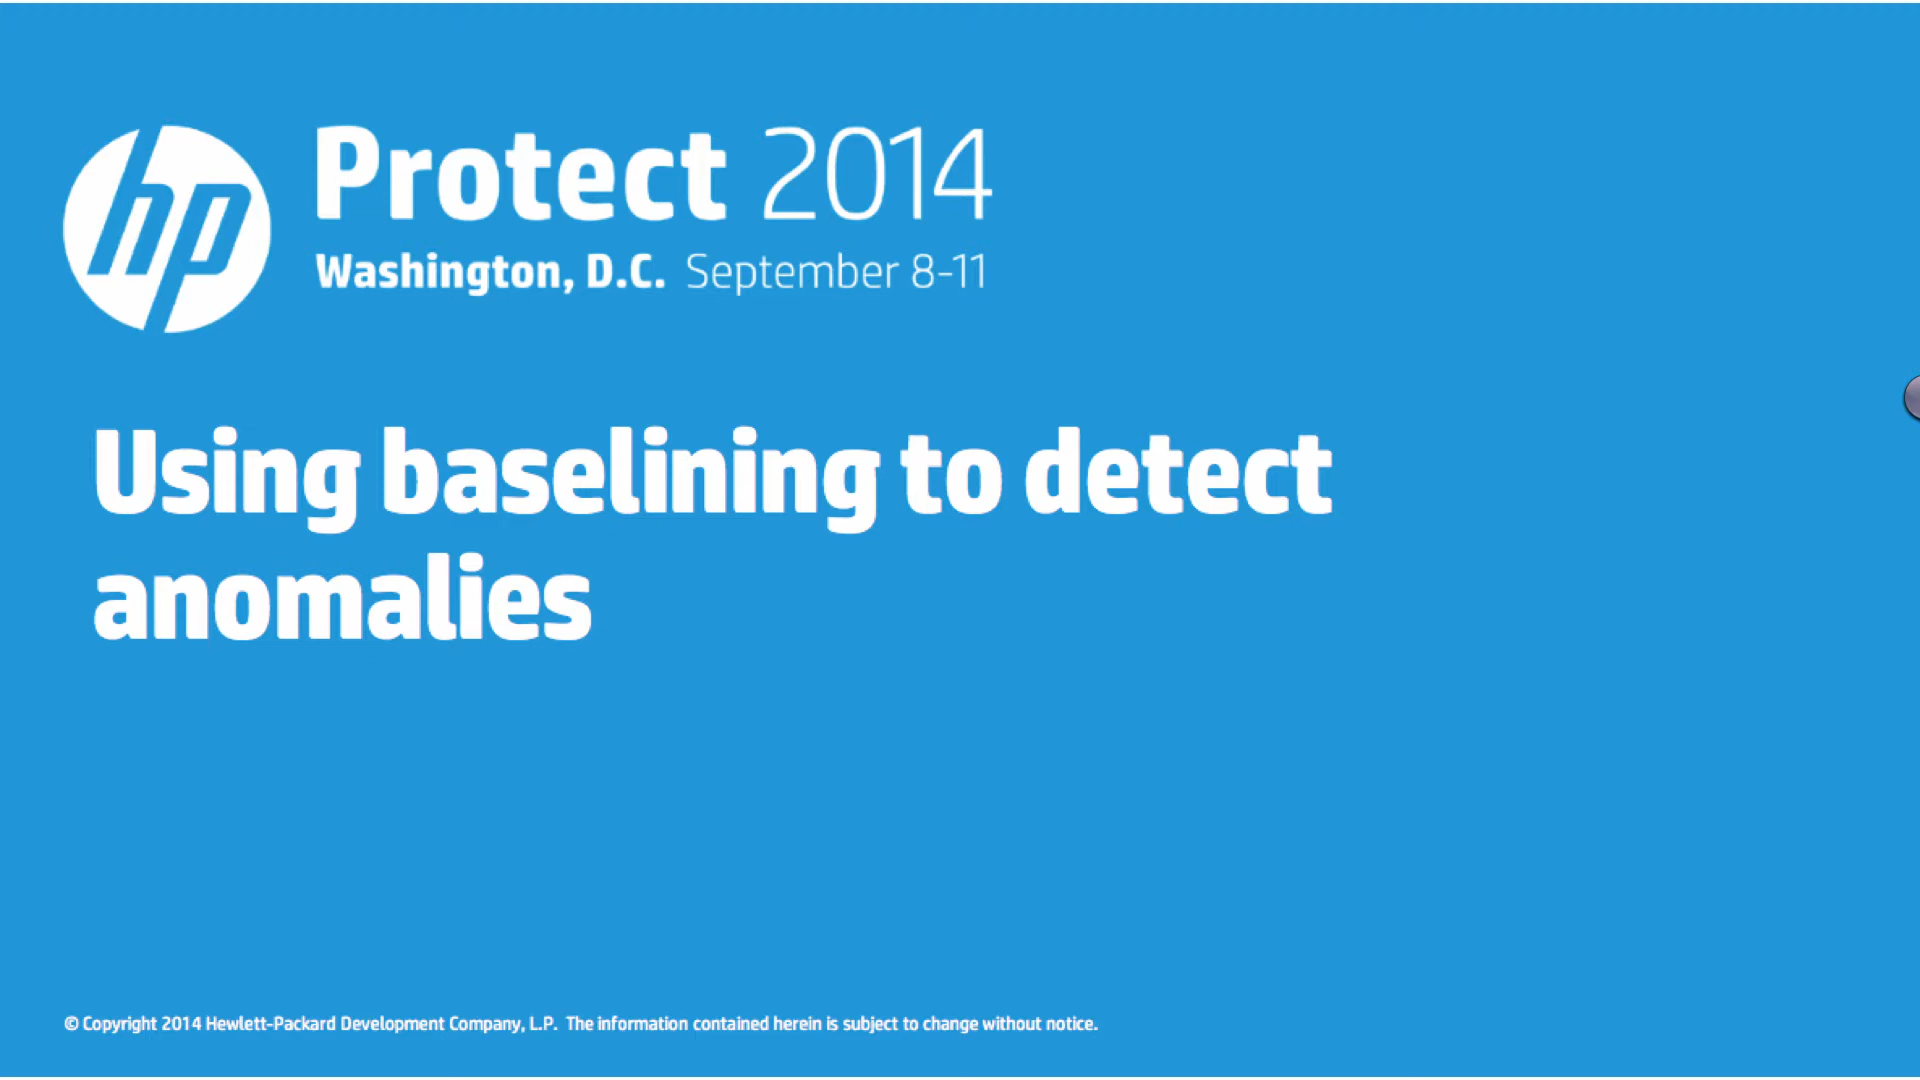 hp
Protect 2014
Washington, D.C. September 8-11
Using baselining to detect
anomalies
© Copyright 2014 Hewlett-Packard Development Company, L.P. The information contained herein is subject to change without notice.